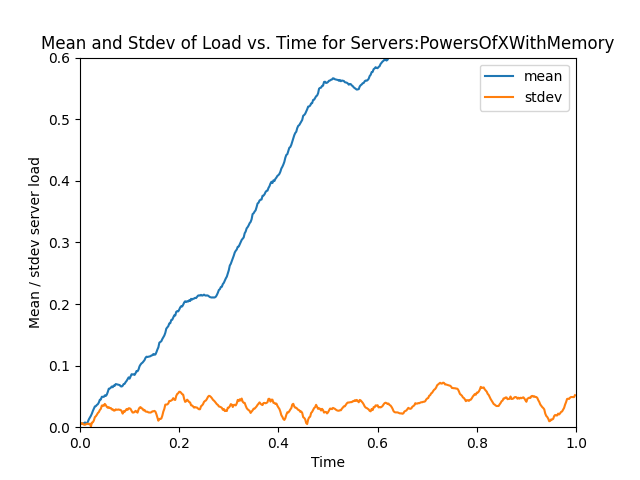 Mean and Stdev of Load vs. Time for Servers:PowersOfXWithMemory
mean
stdev
Mean / stdev server load
0.6
0.5
0.4
0.3
0.2
0.1
0.0
0.0 0.2 0.4 0.6 0.8 1.0
Time